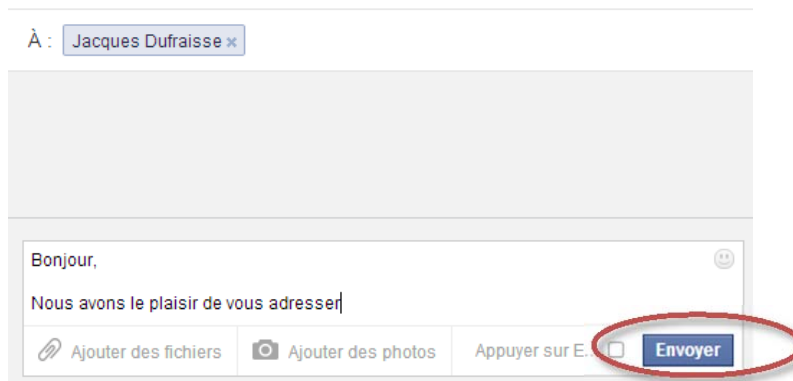 À : Jacques Dufraisse ×
Bonjour,
Nous avons le plaisir de vous adresser
Ajouter des fichiers Ajouter des photos Appuyer sur E... Envoyer